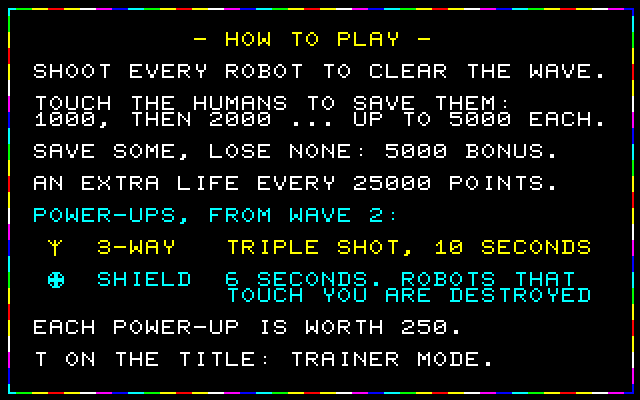 - HOW TO PLAY -
SHOOT EVERY ROBOT TO CLEAR THE WAVE.
TOUCH THE HUMANS TO SAVE THEM:
1000, THEN 2000 ... UP TO 5000 EACH.
SAVE SOME, LOSE NONE: 5000 BONUS.
AN EXTRA LIFE EVERY 25000 POINTS.
POWER-UPS, FROM WAVE 2:
3-WAY TRIPLE SHOT, 10 SECONDS
SHIELD 6 SECONDS. ROBOTS THAT
TOUCH YOU ARE DESTROYED
EACH POWER-UP IS WORTH 250.
T ON THE TITLE: TRAINER MODE.